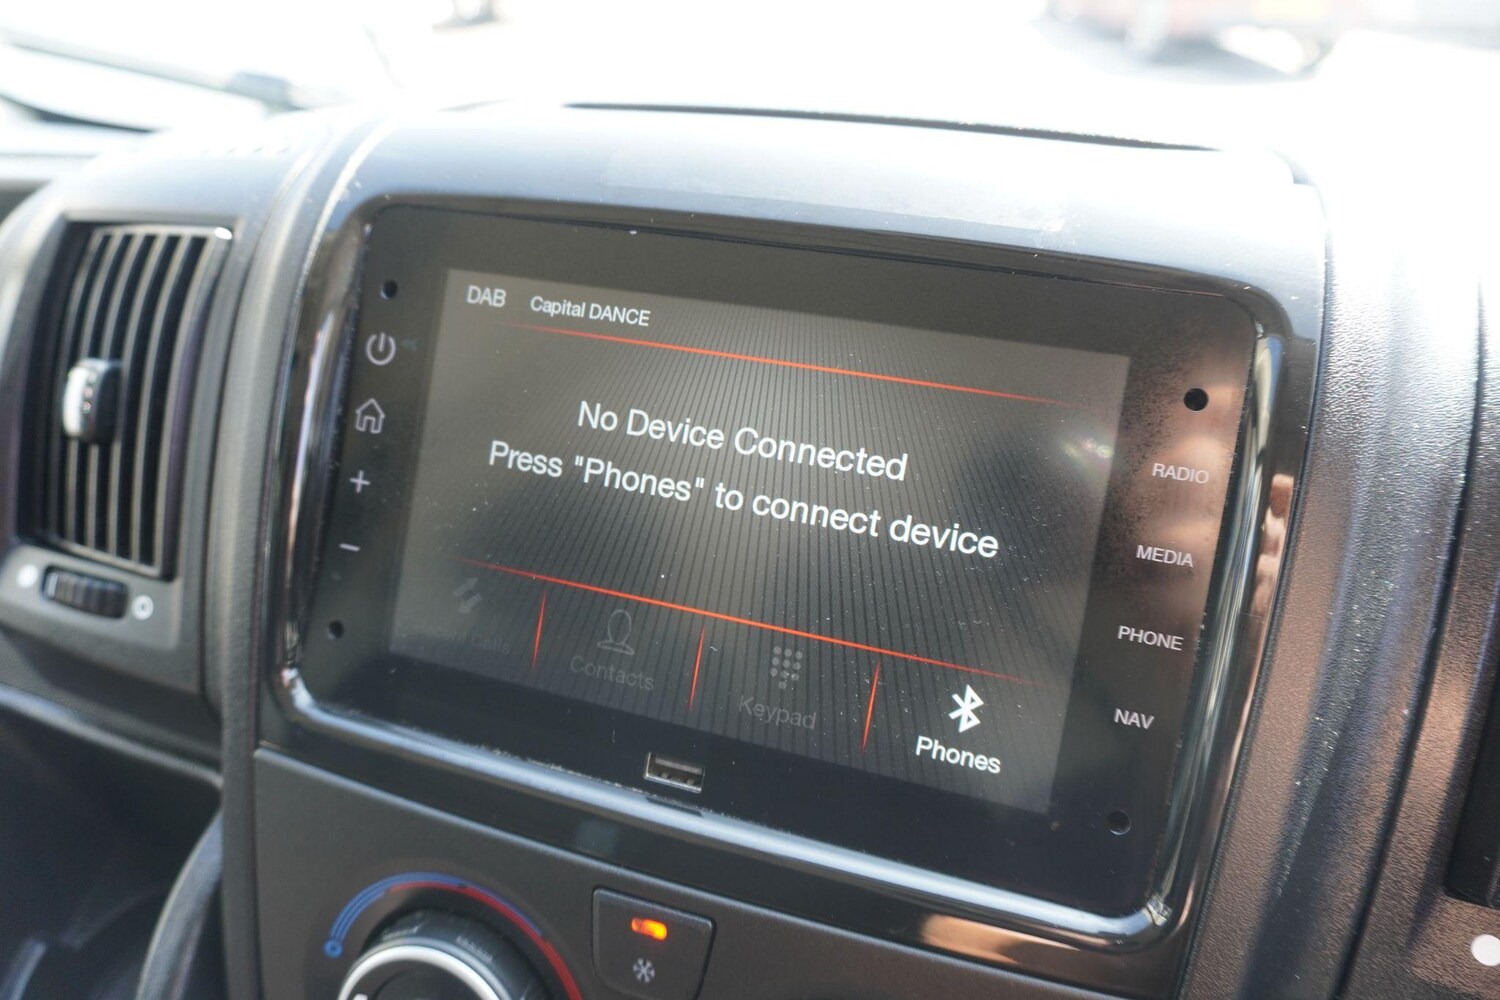 DAB Capital DANCE
No Device Connected
Press "Phones" to connect device
Contacts
Keypad
Phones
RADIO
MEDIA
PHONE
NAV